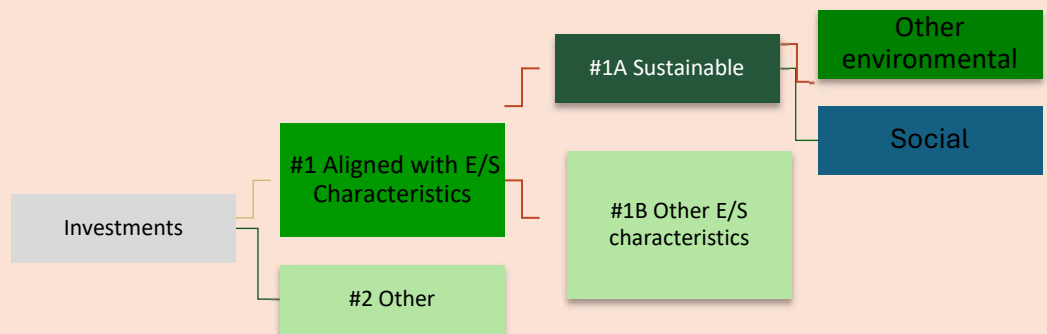 Other
environmental
#1A Sustainable
Social
#1 Aligned with E/S
Characteristics
#1B Other E/S
characteristics
Investments
#2 Other